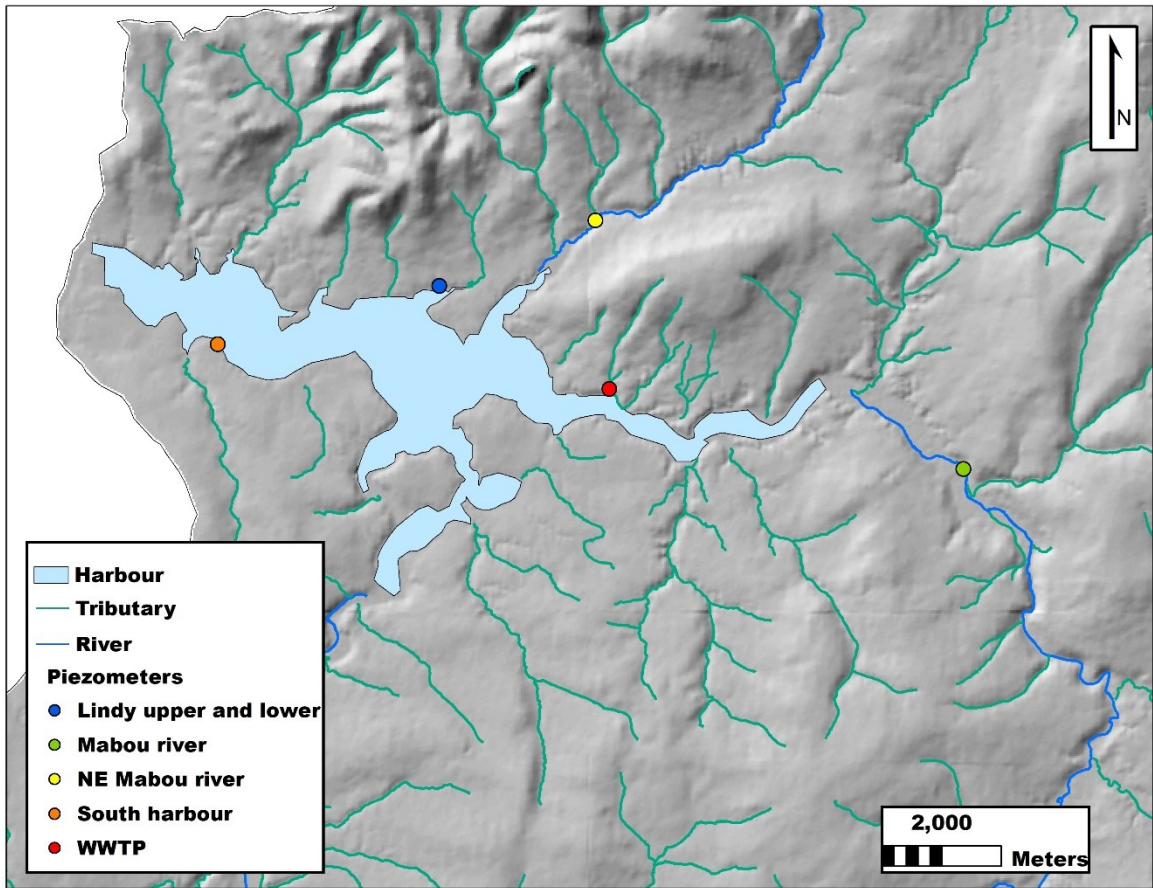 N
Harbour
Tributary
River
Piezometers
Lindy upper and lower
Mabou river
NE Mabou river
South harbour
WWTP
2,000
Meters